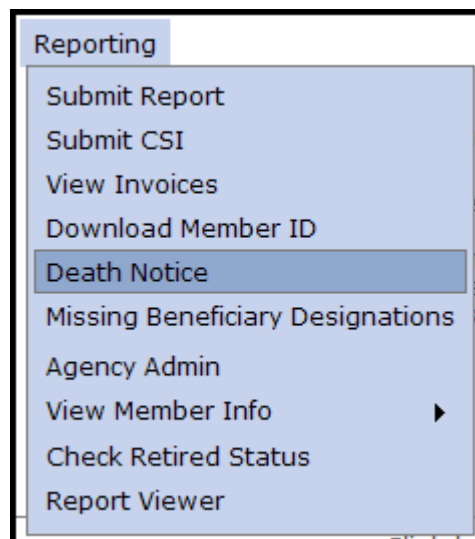 Reporting
Submit Report
Submit CSI
View Invoices
Download Member ID
Death Notice
Missing Beneficiary Designations
Agency Admin
View Member Info
Check Retired Status
Report Viewer